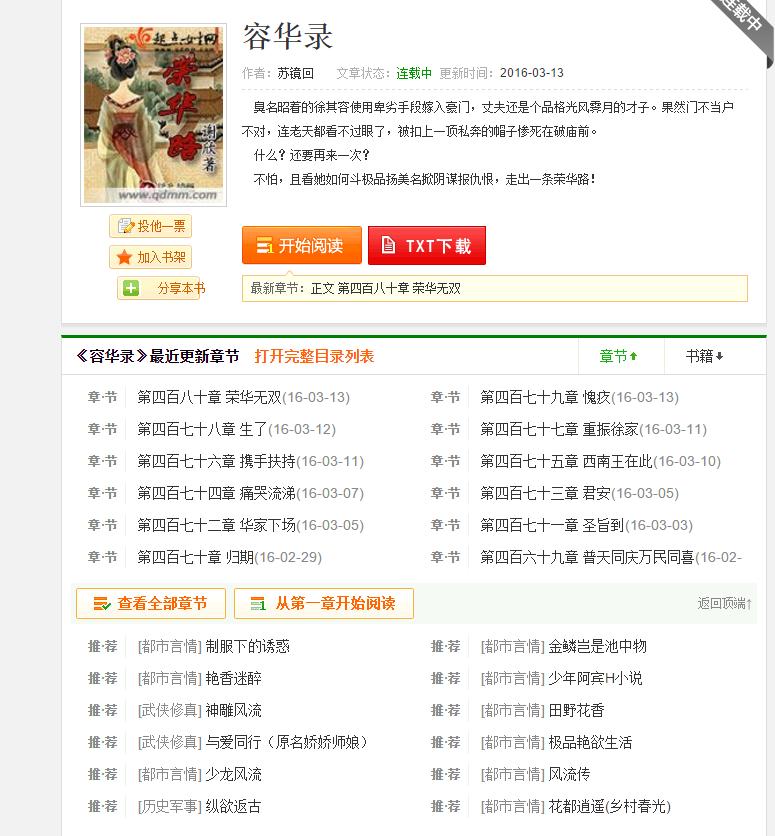 连载中
起点女生网
荣华路
谢欣著
www.qdmm.com
容华录
作者：苏镜回 文章状态：连载中 更新时间：2016-03-13
臭名昭着的徐其容使用卑劣手段嫁入豪门，丈夫还是个品格光风霁月的才子。果然门不当户
不对，连老天都看不过眼了，被扣上一顶私奔的帽子惨死在破庙前。
什么？还要再来一次？
不怕，且看她如何斗极品扬美名掀阴谋报仇恨，走出一条荣华路！
投他一票
加入书架
分享本书
开始阅读 TXT下载
最新章节：正文 第四百八十章 荣华无双
《容华录》最近更新章节 打开完整目录列表 章节↑ 书籍↓
章·节 第四百八十章 荣华无双(16-03-13) 章·节 第四百七十九章 愧疚(16-03-13)
章·节 第四百七十八章 生了(16-03-12) 章·节 第四百七十七章 重振徐家(16-03-11)
章·节 第四百七十六章 携手扶持(16-03-11) 章·节 第四百七十五章 西南王在此(16-03-10)
章·节 第四百七十四章 痛哭流涕(16-03-07) 章·节 第四百七十三章 君安(16-03-05)
章·节 第四百七十二章 华家下场(16-03-05) 章·节 第四百七十一章 圣旨到(16-03-03)
章·节 第四百七十章 归期(16-02-29) 章·节 第四百六十九章 普天同庆万民同喜(16-02-
查看全部章节 从第一章开始阅读 返回顶端↑
推·荐 [都市言情] 制服下的诱惑 推·荐 [都市言情] 金鳞岂是池中物
推·荐 [都市言情] 艳香迷醉 推·荐 [都市言情] 少年阿宾H小说
推·荐 [武侠修真] 神雕风流 推·荐 [都市言情] 田野花香
推·荐 [武侠修真] 与爱同行（原名娇娇师娘） 推·荐 [都市言情] 极品艳欲生活
推·荐 [都市言情] 少龙风流 推·荐 [都市言情] 风流传
推·荐 [历史军事] 纵欲返古 推·荐 [都市言情] 花都逍遥(乡村春光)